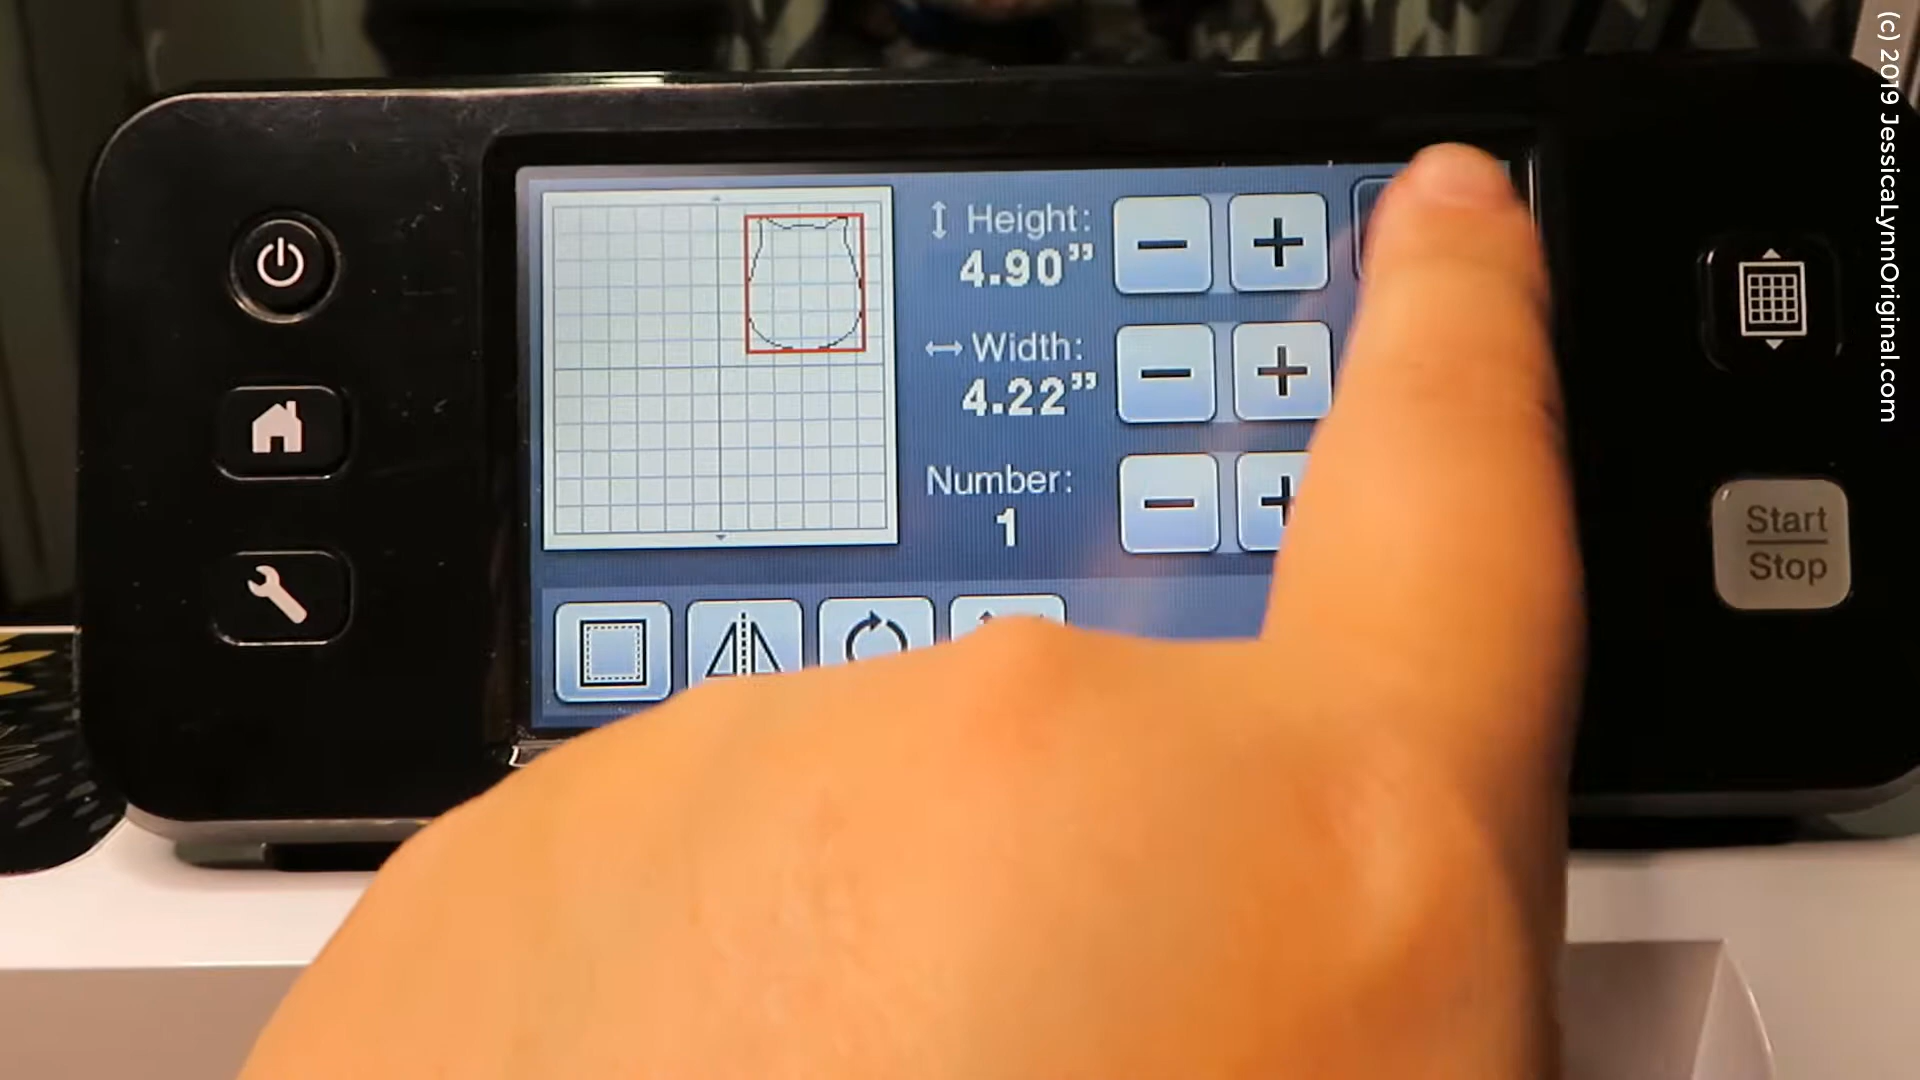 Height:
4.90”
Width:
4.22”
Number:
1
Start
Stop
(c) 2019 JessicaLynnOriginal.com